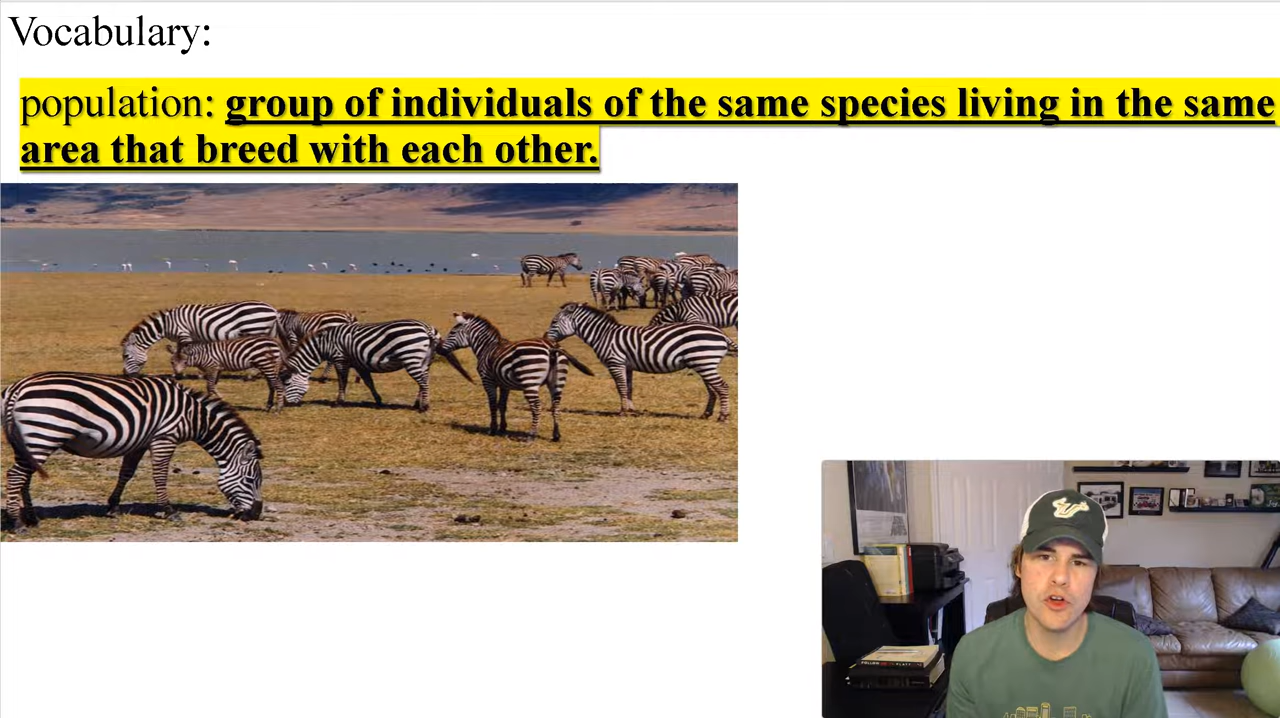 Vocabulary:
population: group of individuals of the same species living in the same
area that breed with each other.